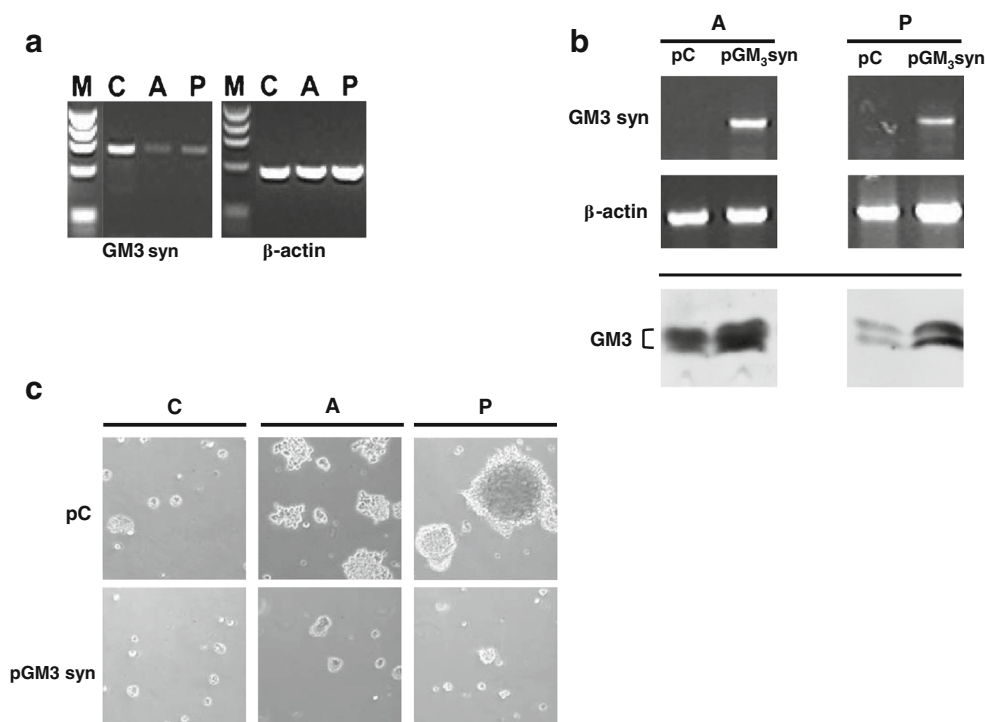 a
M C A P M C A P
GM3 syn β-actin
b
A P
pC pGM₃syn pC pGM₃syn
GM3 syn
β-actin
GM3
c
C A P
pC
pGM3 syn